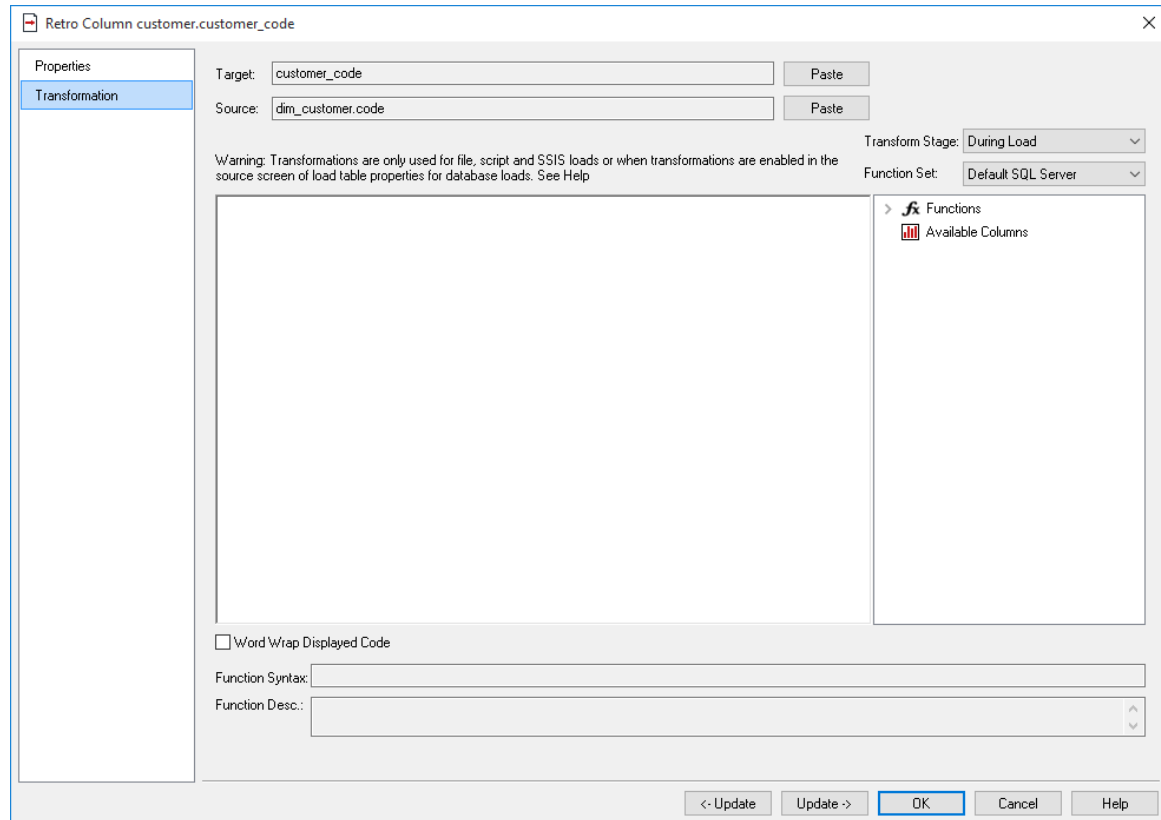 Retro Column customer.customer_code
Properties
Transformation
Target: customer_code Paste
Source: dim_customer.code Paste
Transform Stage: During Load
Warning: Transformations are only used for file, script and SSIS loads or when transformations are enabled in the
source screen of load table properties for database loads. See Help
Function Set: Default SQL Server
fx Functions
Available Columns
Word Wrap Displayed Code
Function Syntax:
Function Desc.:
<- Update Update -> OK Cancel Help